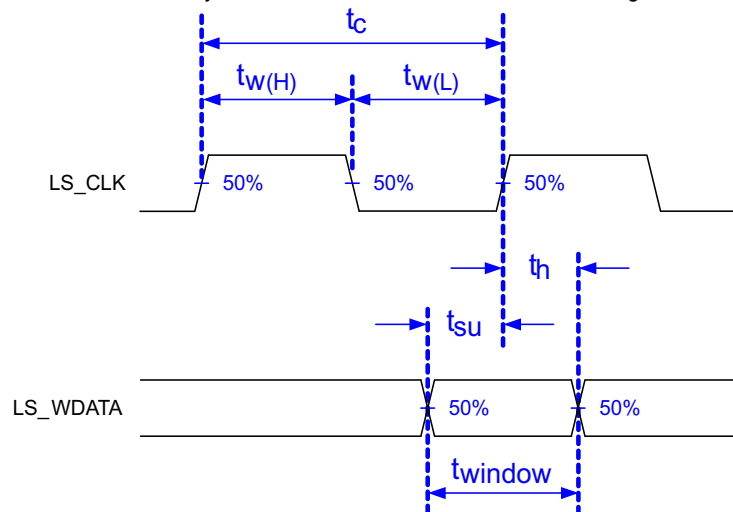 tc
tw(H) tw(L)
LS_CLK 50% 50% 50%
th
tsu
LS_WDATA 50% 50%
twindow